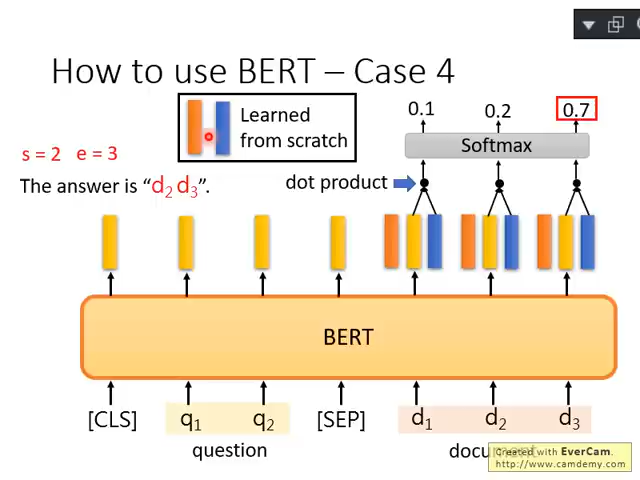 How to use BERT – Case 4
Learned
from scratch
0.1 0.2 0.7
Softmax
s = 2 e = 3
The answer is “d2 d3”.
dot product
BERT
[CLS] q1 q2 [SEP] d1 d2 d3
question
Created with EverCam.
http://www.camdemy.com